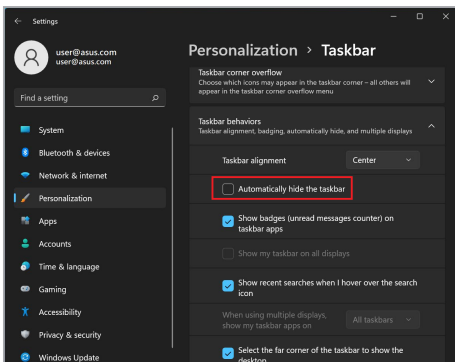 Settings
user@asus.com
user@asus.com
Find a setting
System
Bluetooth & devices
Network & internet
Personalization
Apps
Accounts
Time & language
Gaming
Accessibility
Privacy & security
Windows Update
Personalization > Taskbar
Taskbar corner overflow
Choose which icons may appear in the taskbar corner – all others will
appear in the taskbar corner overflow menu
Taskbar behaviors
Taskbar alignment, badging, automatically hide, and multiple displays
Taskbar alignment
Center
Automatically hide the taskbar
Show badges (unread messages counter) on
taskbar apps
Show my taskbar on all displays
Show recent searches when I hover over the search
icon
When using multiple displays,
show my taskbar apps on
All taskbars
Select the far corner of the taskbar to show the
desktop